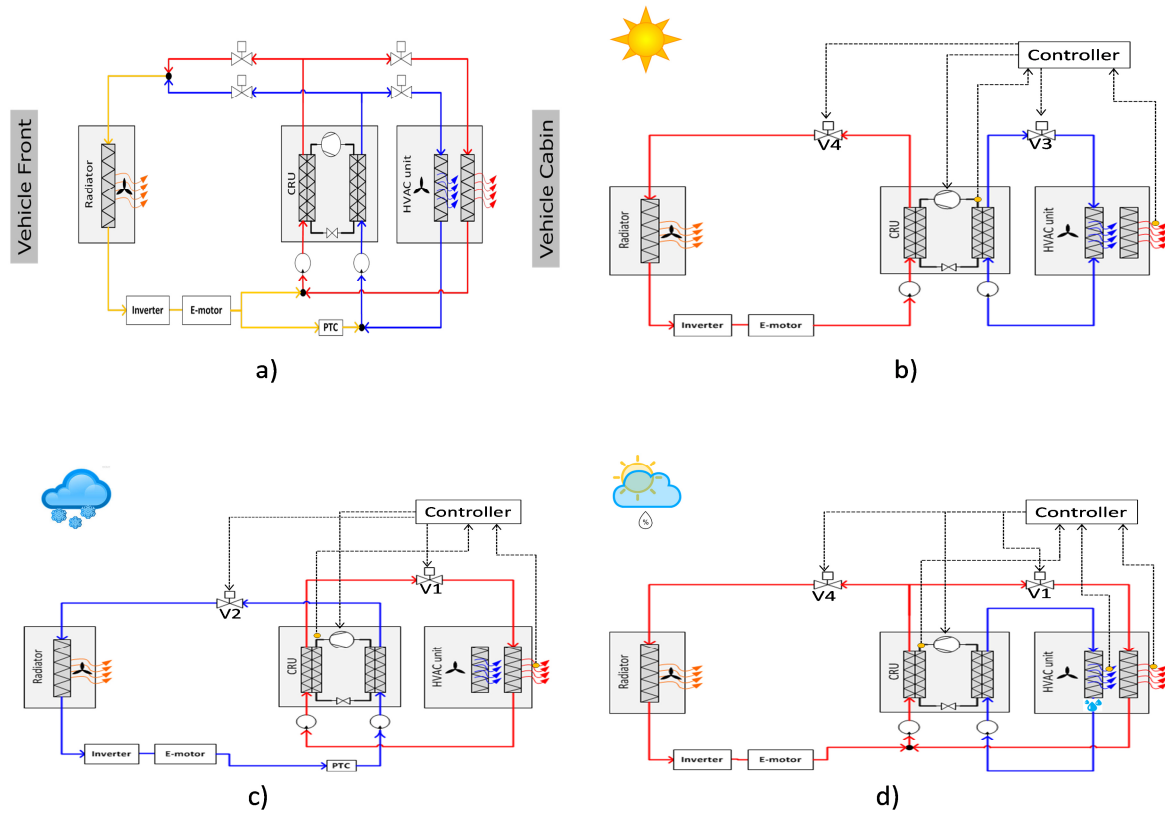 Vehicle Front
Radiator
CRU
HVAC unit
Vehicle Cabin
Inverter
E-motor
PTC
a)
Controller
V4
V3
Radiator
CRU
HVAC unit
Inverter
E-motor
b)
Controller
V1
V2
Radiator
CRU
HVAC unit
Inverter
E-motor
PTC
c)
%
Controller
V4
V1
Radiator
CRU
HVAC unit
Inverter
E-motor
d)